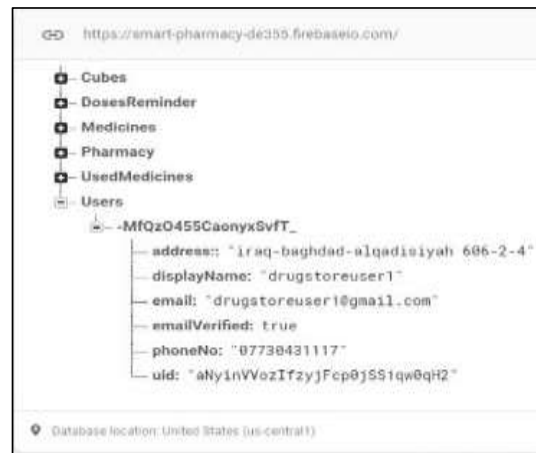 https://smart-pharmacy-de355.firebaseio.com/
Cubes
DosesReminder
Medicines
Pharmacy
UsedMedicines
Users
-MfQzO455CaonyxSvfT_
address:: "iraq-baghdad-alqadisiyah 606-2-4"
displayName: "drugstoreuser1"
email: "drugstoreuser1@gmail.com"
emailVerified: true
phoneNo: "07730431117"
uid: "aNyinVVozIfzyjFcp0jSSiqw0qH2"
Database location: United States (us-central1)